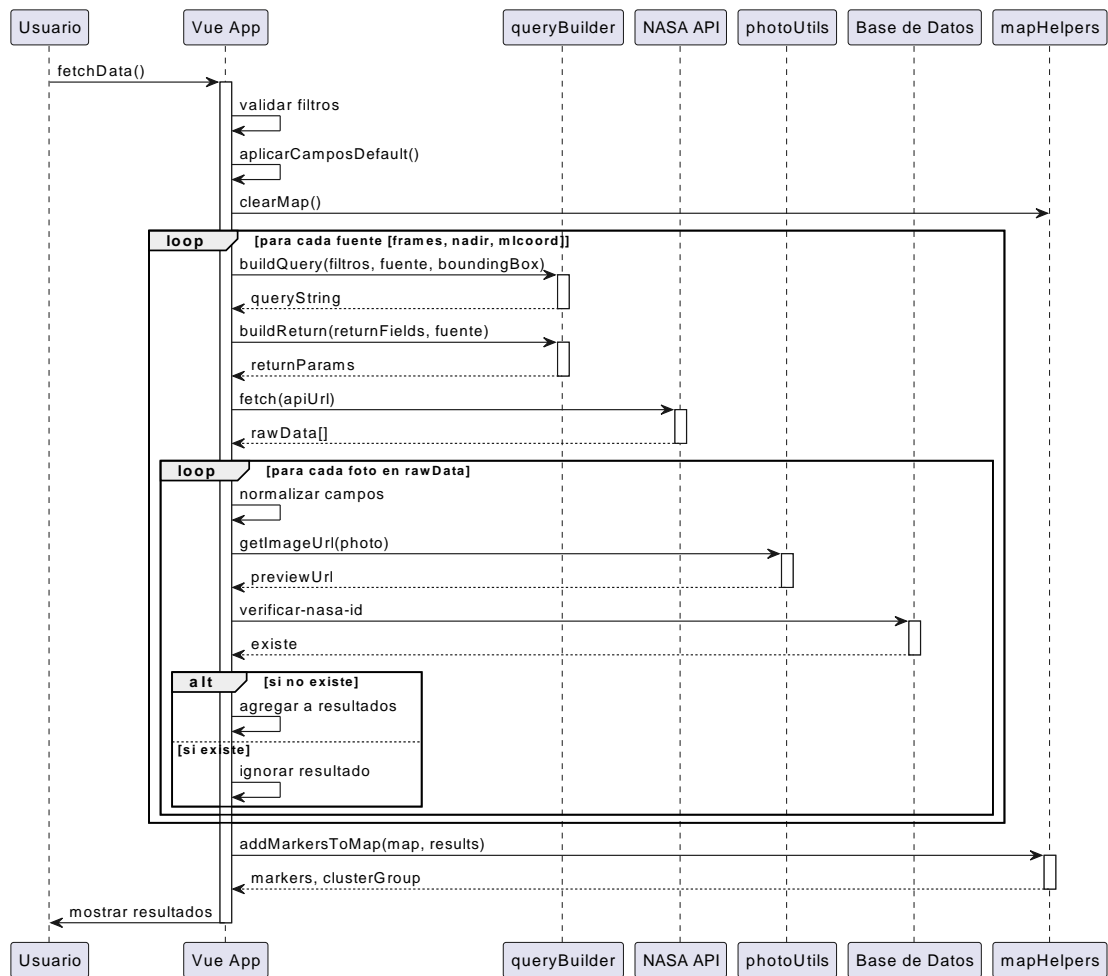 Usuario Vue App queryBuilder NASA API photoUtils Base de Datos mapHelpers
fetchData()
validar filtros
aplicarCamposDefault()
clearMap()
loop [para cada fuente [frames, nadir, mlcoord]]
buildQuery(filtros, fuente, boundingBox)
queryString
buildReturn(returnFields, fuente)
returnParams
fetch(apiUrl)
rawData[]
loop [para cada foto en rawData]
normalizar campos
getImageUrl(photo)
previewUrl
verificar-nasa-id
existe
alt [si no existe]
agregar a resultados
[si existe]
ignorar resultado
addMarkersToMap(map, results)
markers, clusterGroup
mostrar resultados
Usuario Vue App queryBuilder NASA API photoUtils Base de Datos mapHelpers